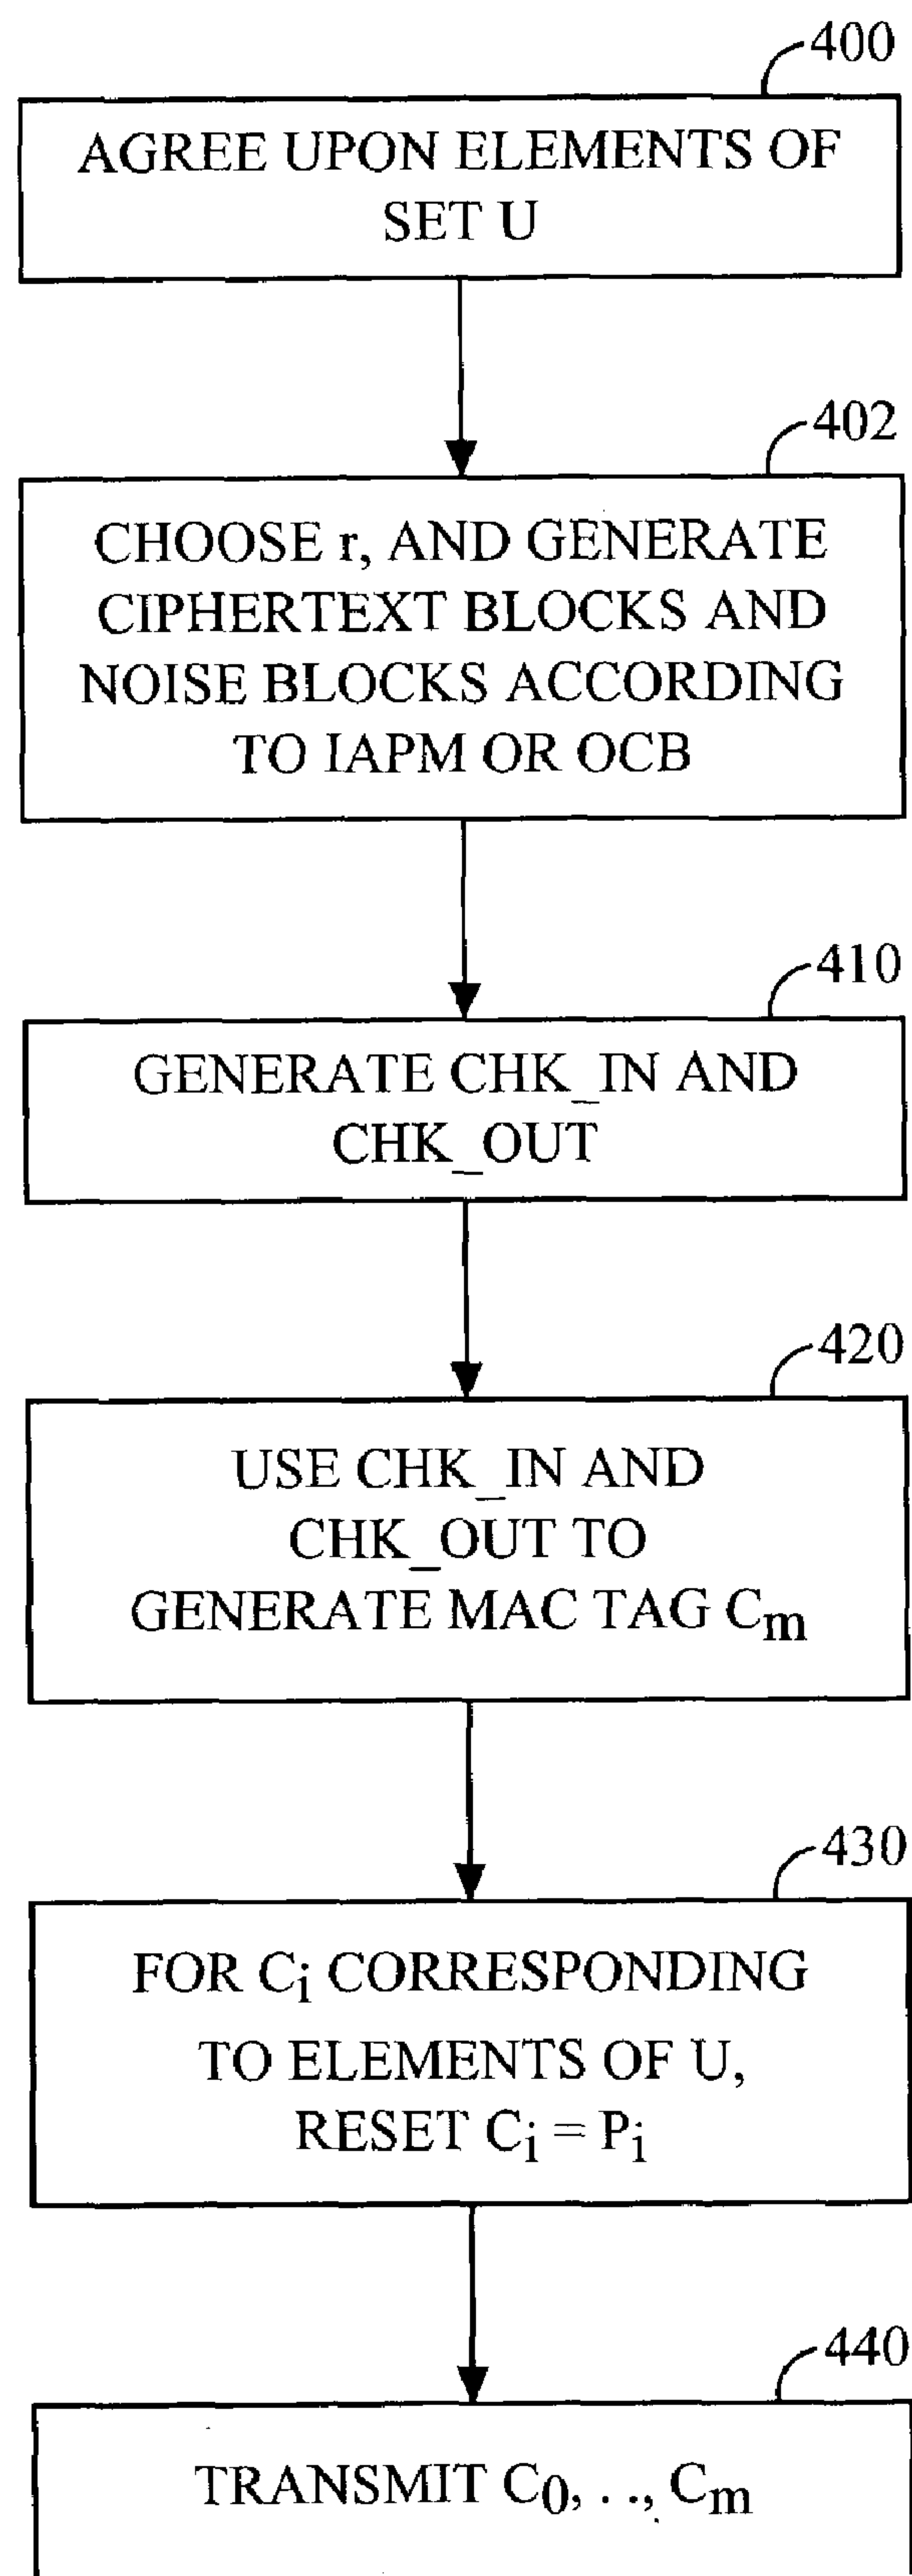 400
AGREE UPON ELEMENTS OF
SET U
402
CHOOSE r, AND GENERATE
CIPHERTEXT BLOCKS AND
NOISE BLOCKS ACCORDING
TO IAPM OR OCB
410
GENERATE CHK_IN AND
CHK_OUT
420
USE CHK_IN AND
CHK_OUT TO
GENERATE MAC TAG Cm
430
FOR Ci CORRESPONDING
TO ELEMENTS OF U,
RESET Ci = Pi
440
TRANSMIT C0, . ., Cm